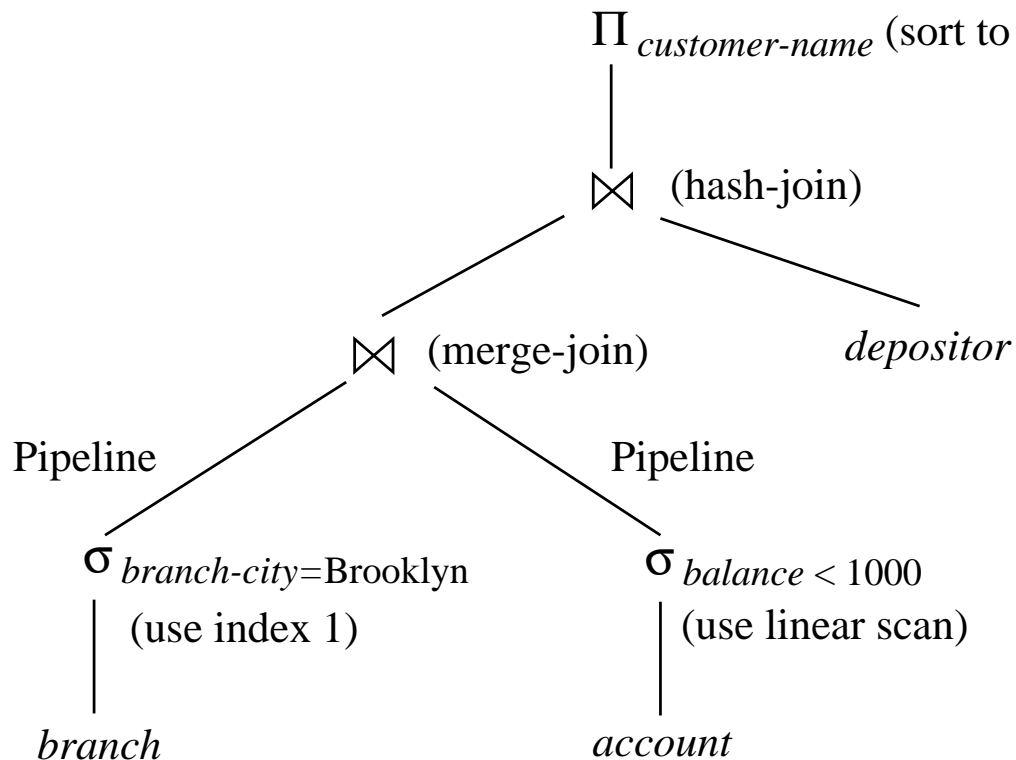 Π customer-name (sort to
⋈ (hash-join)
⋈ (merge-join)
depositor
Pipeline
Pipeline
σ branch-city=Brooklyn
(use index 1)
σ balance < 1000
(use linear scan)
branch
account